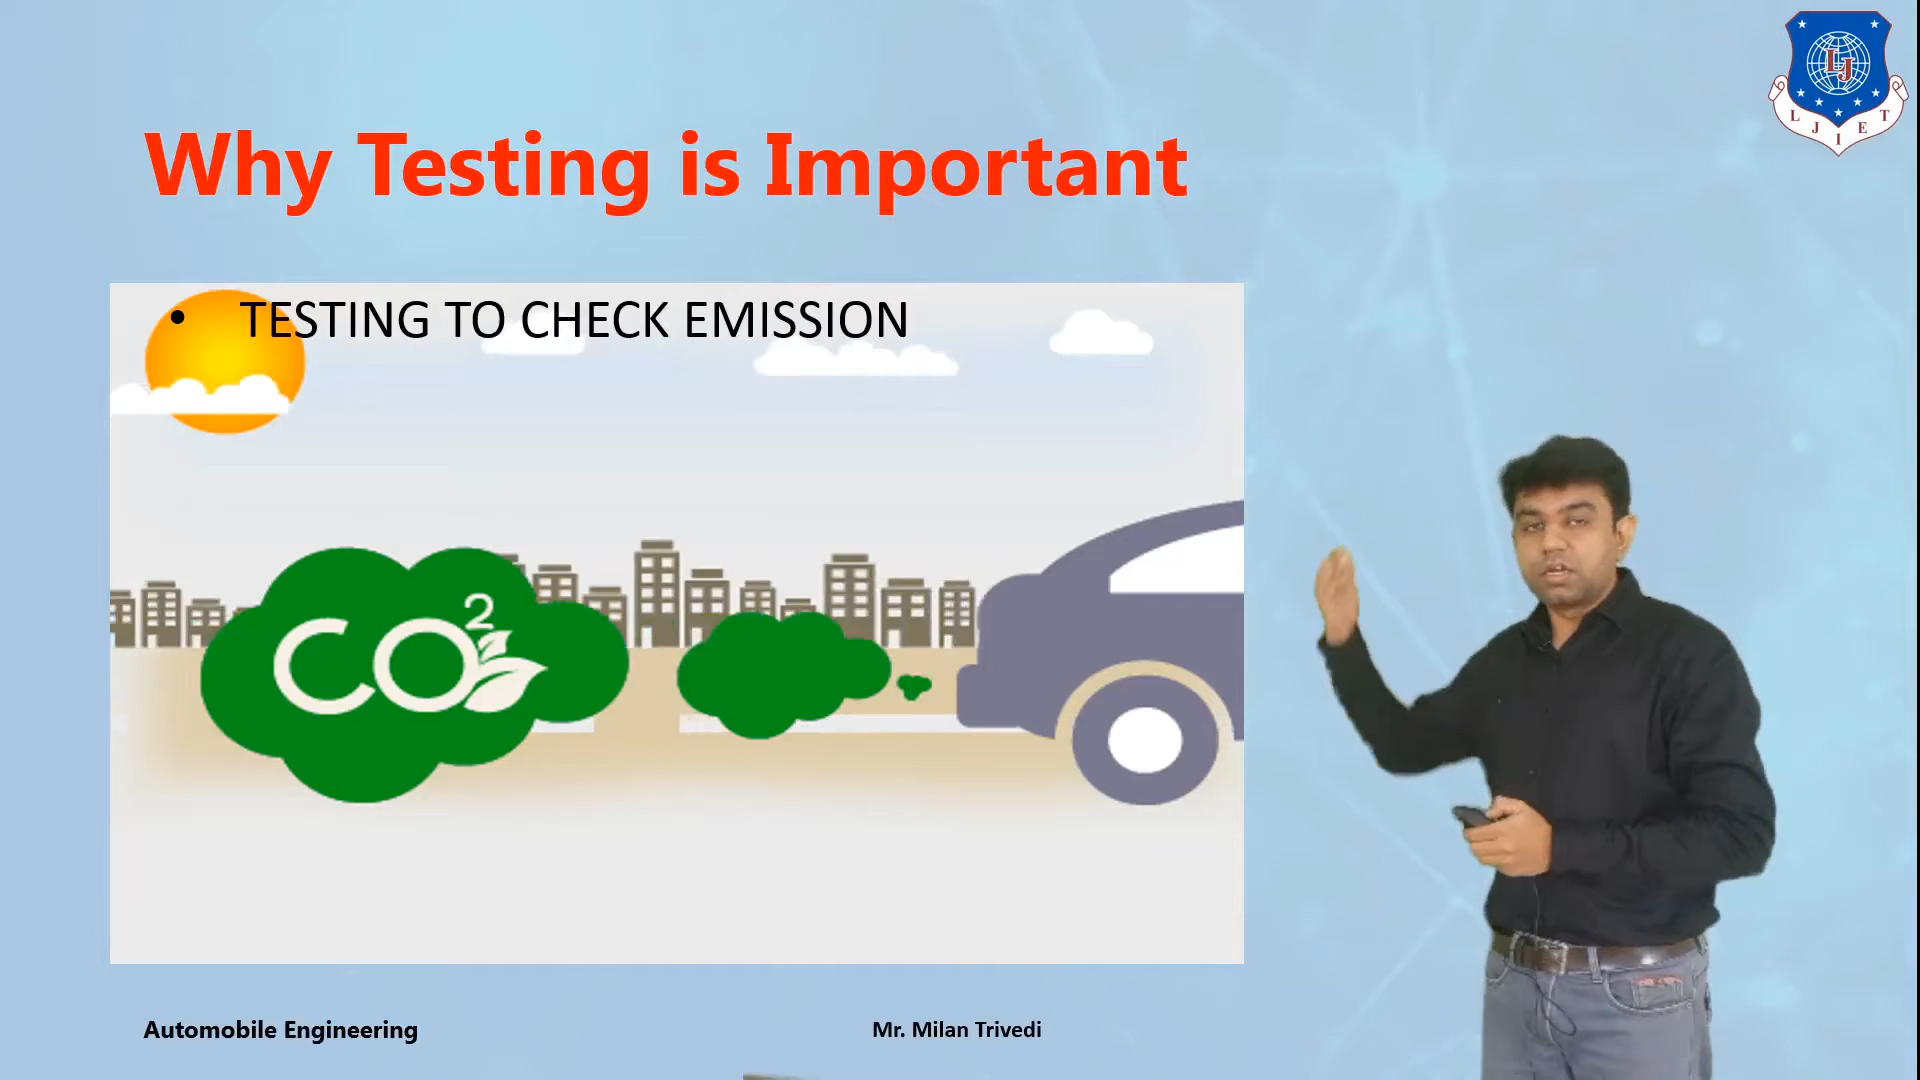 L J
L J I E T
Why Testing is Important
• TESTING TO CHECK EMISSION
CO²
Automobile Engineering
Mr. Milan Trivedi